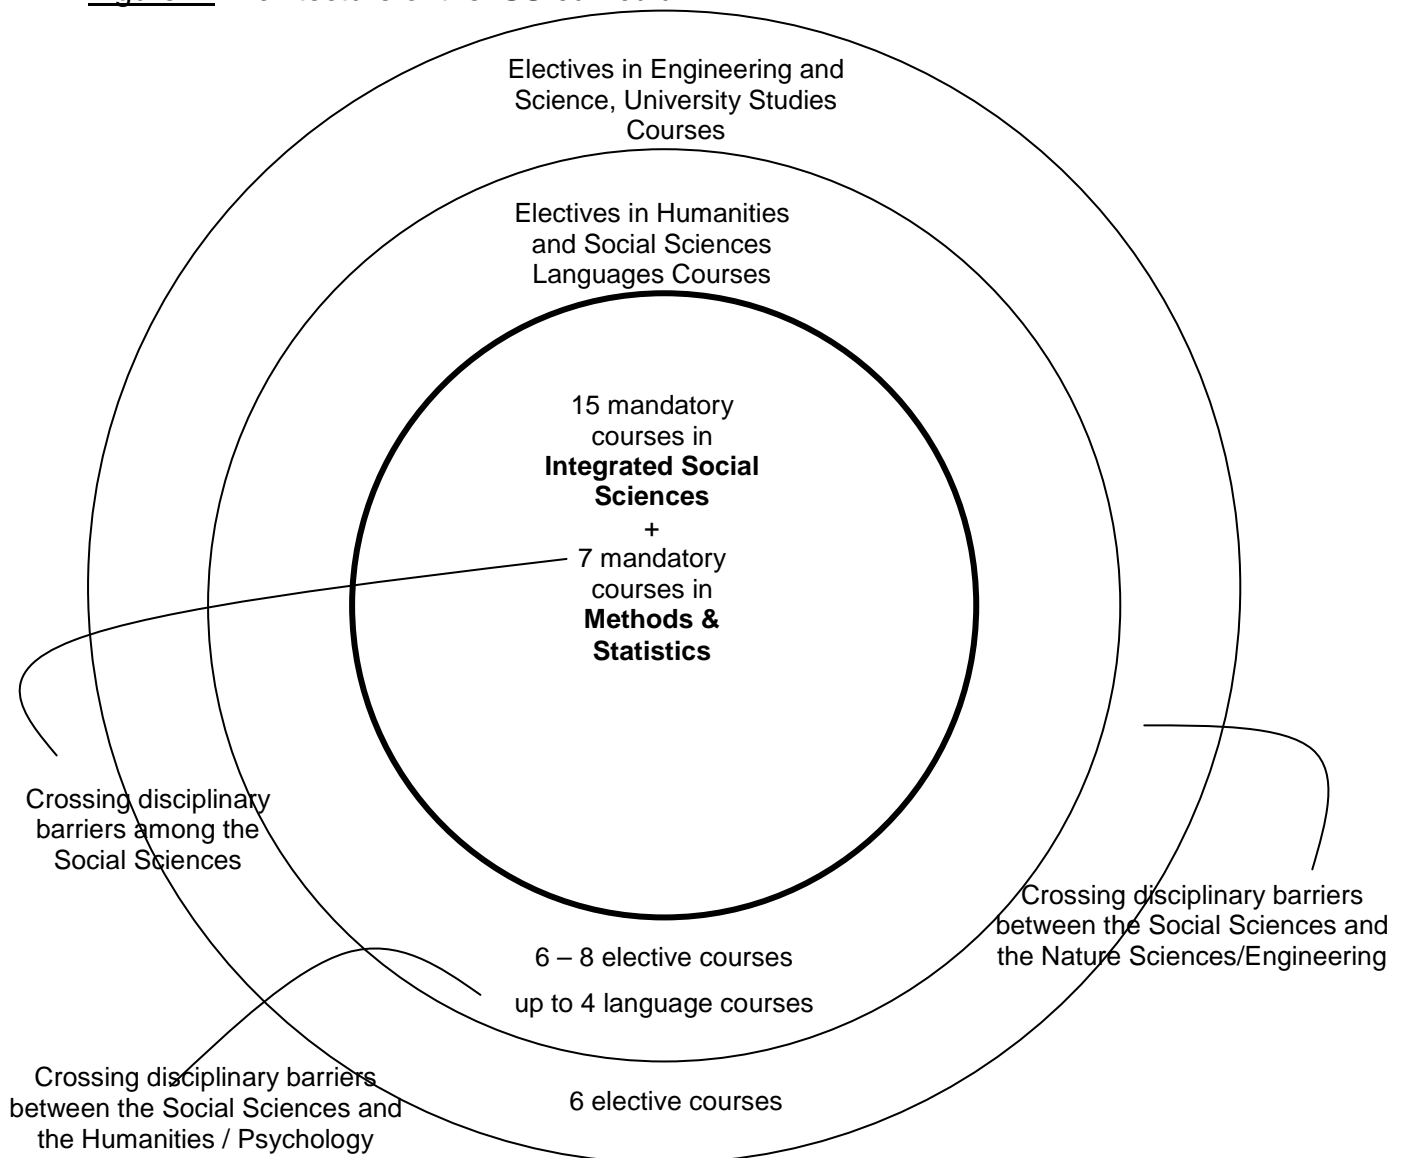 Electives in Engineering and
Science, University Studies
Courses
Electives in Humanities
and Social Sciences
Languages Courses
15 mandatory
courses in
Integrated Social
Sciences
+
7 mandatory
courses in
Methods &
Statistics
Crossing disciplinary
barriers among the
Social Sciences
Crossing disciplinary barriers
between the Social Sciences and
the Nature Sciences/Engineering
6 – 8 elective courses
up to 4 language courses
Crossing disciplinary barriers
between the Social Sciences and
the Humanities / Psychology
6 elective courses